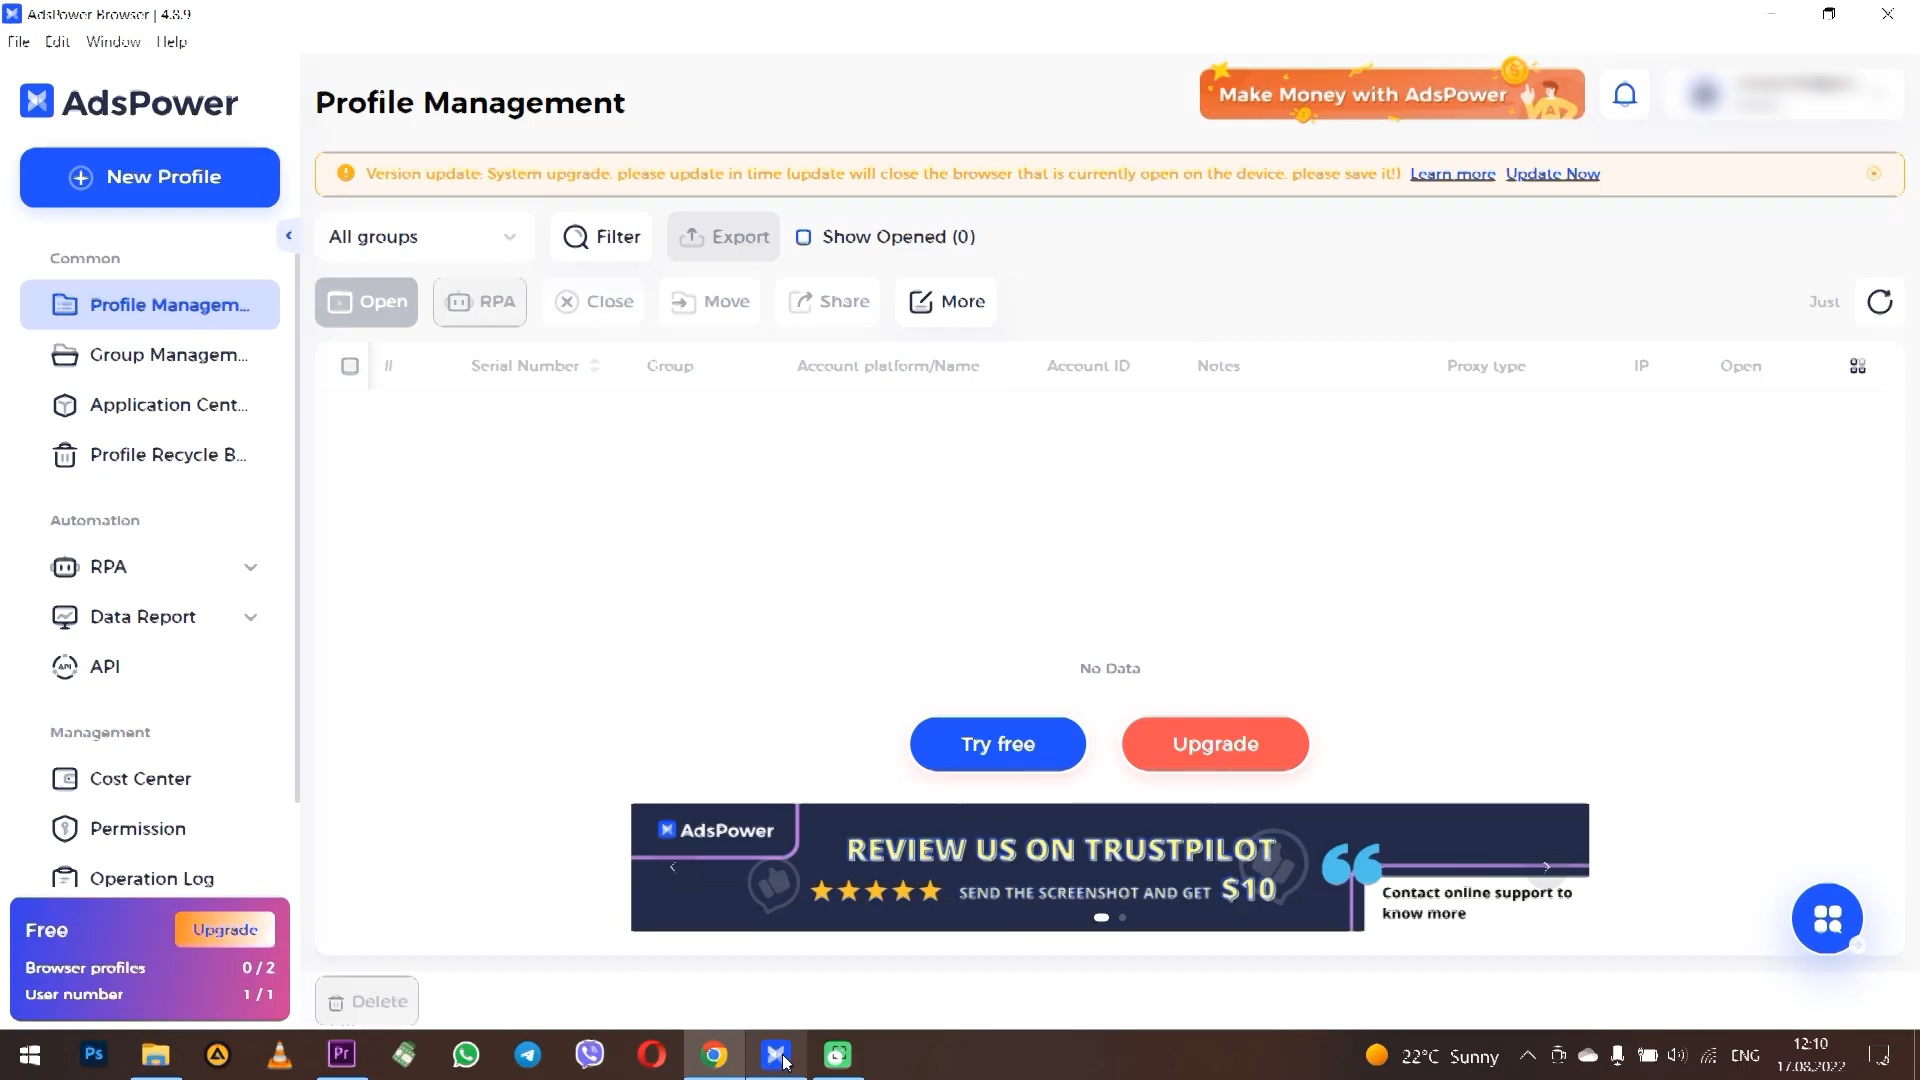 AdsPower Browser | 4.8.9
File Edit Window Help
AdsPower
Profile Management
Make Money with AdsPower
New Profile
Version update: System upgrade, please update in time (update will close the browser that is currently open on the device, please save it!) Learn more Update Now
All groups
Filter
Export
Show Opened (0)
Common
Open
RPA
Close
Move
Share
More
Just
Profile Managem...
Group Managem...
Application Cent...
Profile Recycle B...
Serial Number
Group
Account platform/Name
Account ID
Notes
Proxy type
IP
Open
Automation
RPA
Data Report
API
No Data
Try free
Upgrade
Management
Cost Center
Permission
Operation Log
AdsPower
REVIEW US ON TRUSTPILOT
SEND THE SCREENSHOT AND GET $10
Contact online support to
know more
Free
Upgrade
Browser profiles 0 / 2
User number 1 / 1
Delete
Ps
Pr
22°C Sunny
ENG
12:10
17.08.2022